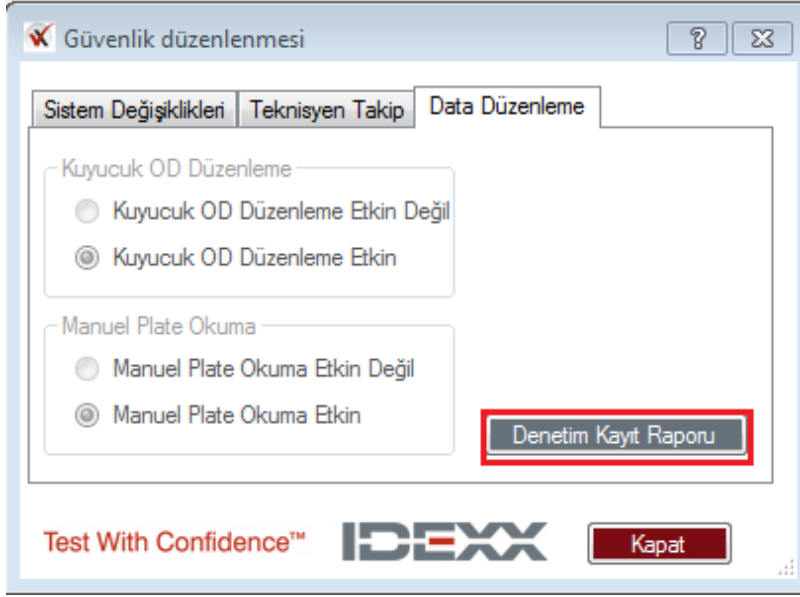 Güvenlik düzenlenmesi
Sistem Değişiklikleri Teknisyen Takip Data Düzenleme
Kuyucuk OD Düzenleme
Kuyucuk OD Düzenleme Etkin Değil
Kuyucuk OD Düzenleme Etkin
Manuel Plate Okuma
Manuel Plate Okuma Etkin Değil
Manuel Plate Okuma Etkin
Denetim Kayıt Raporu
Test With Confidence™ IDEXX Kapat